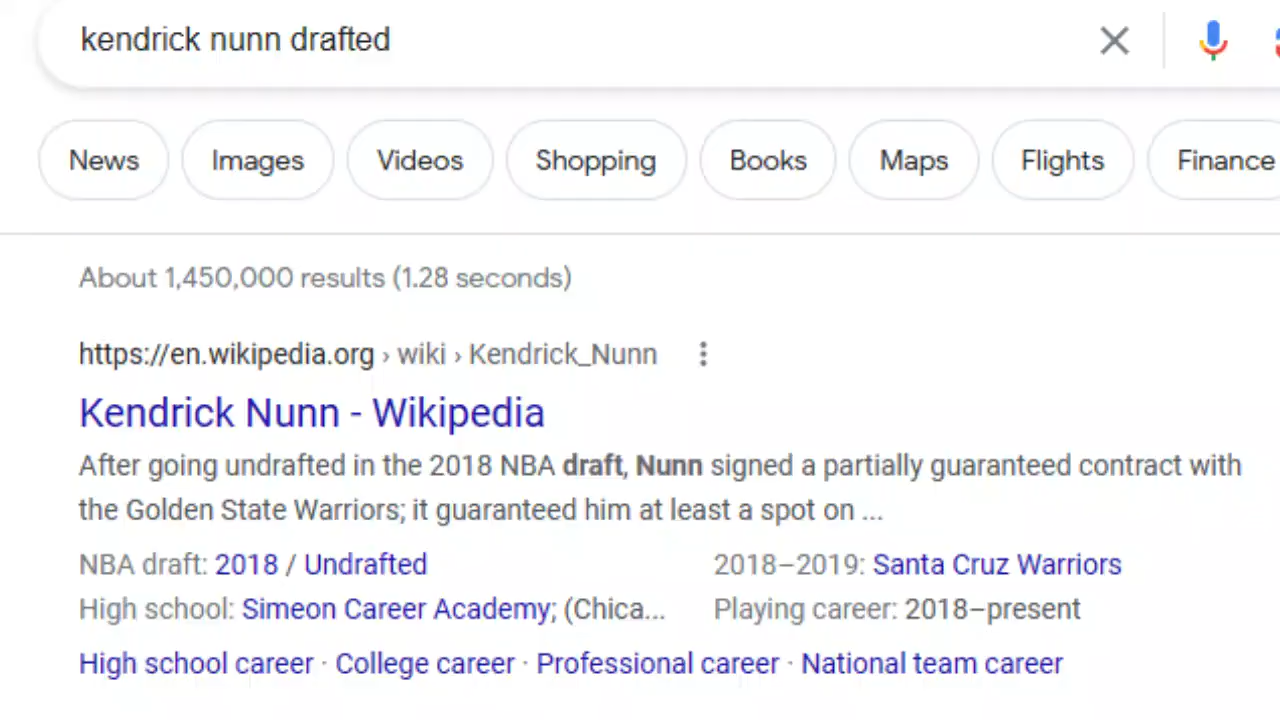 kendrick nunn drafted
News Images Videos Shopping Books Maps Flights Finance
About 1,450,000 results (1.28 seconds)
https://en.wikipedia.org › wiki › Kendrick_Nunn
Kendrick Nunn - Wikipedia
After going undrafted in the 2018 NBA draft, Nunn signed a partially guaranteed contract with
the Golden State Warriors; it guaranteed him at least a spot on ...
NBA draft: 2018 / Undrafted 2018–2019: Santa Cruz Warriors
High school: Simeon Career Academy; (Chica... Playing career: 2018–present
High school career · College career · Professional career · National team career